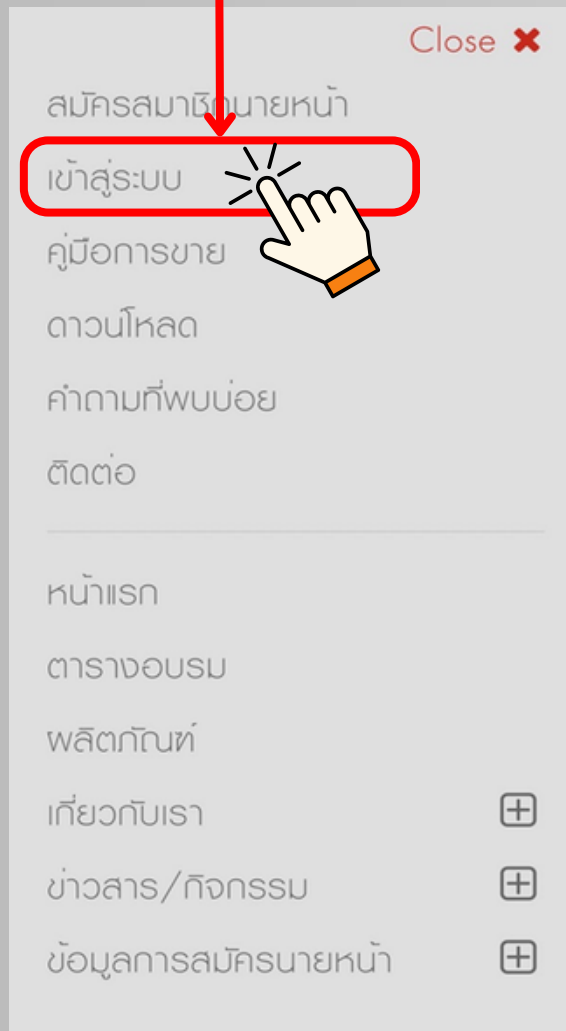 Close ✖
สมัครสมาชิกนายหน้า
เข้าสู่ระบบ
คู่มือการขาย
ดาวน์โหลด
คำถามที่พบบ่อย
ติดต่อ
หน้าแรก
ตารางอบรม
ผลิตภัณฑ์
เกี่ยวกับเรา
ข่าวสาร/กิจกรรม
ข้อมูลการสมัครนายหน้า